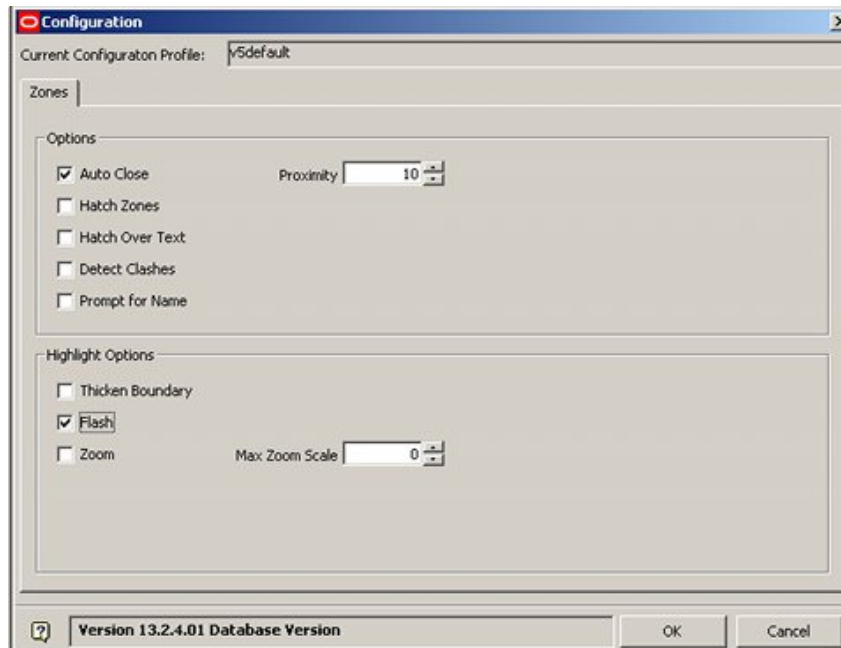 Configuration
Current Configuraton Profile: v5default
Zones
Options
Auto Close Proximity 10
Hatch Zones
Hatch Over Text
Detect Clashes
Prompt for Name
Highlight Options
Thicken Boundary
Flash
Zoom Max Zoom Scale 0
Version 13.2.4.01 Database Version OK Cancel